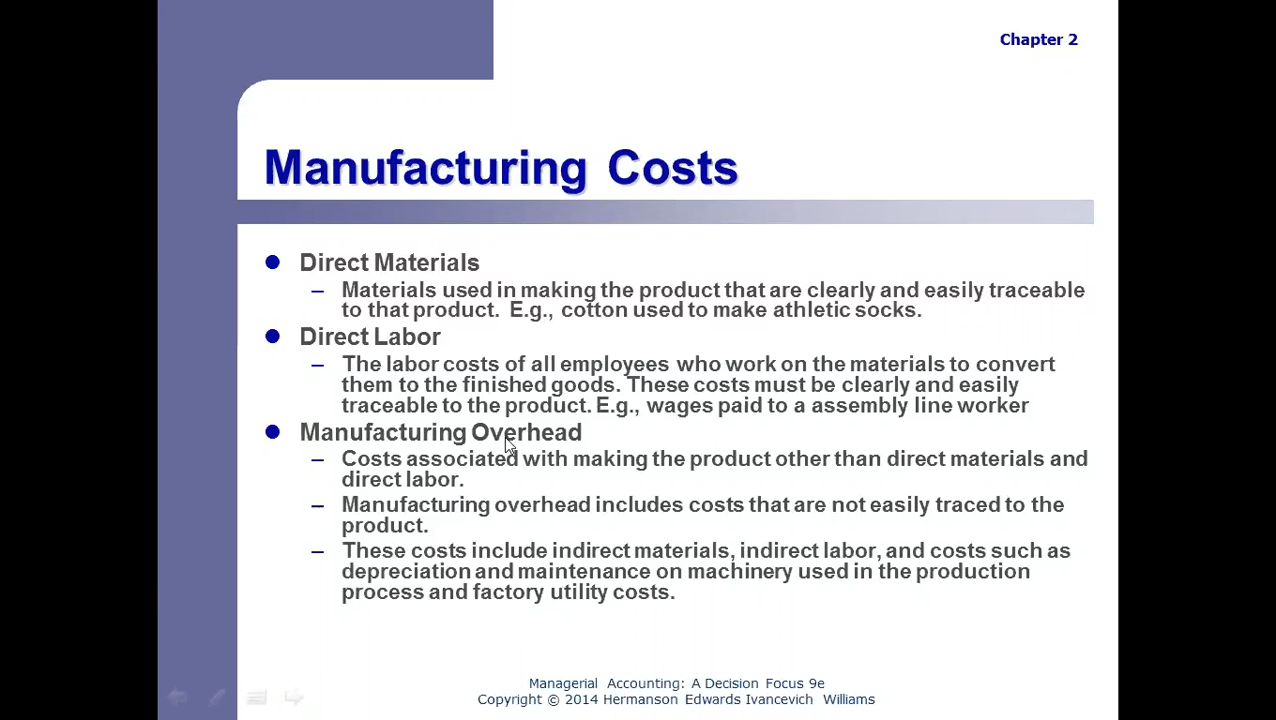 Chapter 2
Manufacturing Costs
Direct Materials
– Materials used in making the product that are clearly and easily traceable
to that product. E.g., cotton used to make athletic socks.
Direct Labor
– The labor costs of all employees who work on the materials to convert
them to the finished goods. These costs must be clearly and easily
traceable to the product. E.g., wages paid to a assembly line worker
Manufacturing Overhead
– Costs associated with making the product other than direct materials and
direct labor.
– Manufacturing overhead includes costs that are not easily traced to the
product.
– These costs include indirect materials, indirect labor, and costs such as
depreciation and maintenance on machinery used in the production
process and factory utility costs.
Managerial Accounting: A Decision Focus 9e
Copyright © 2014 Hermanson Edwards Ivancevich Williams